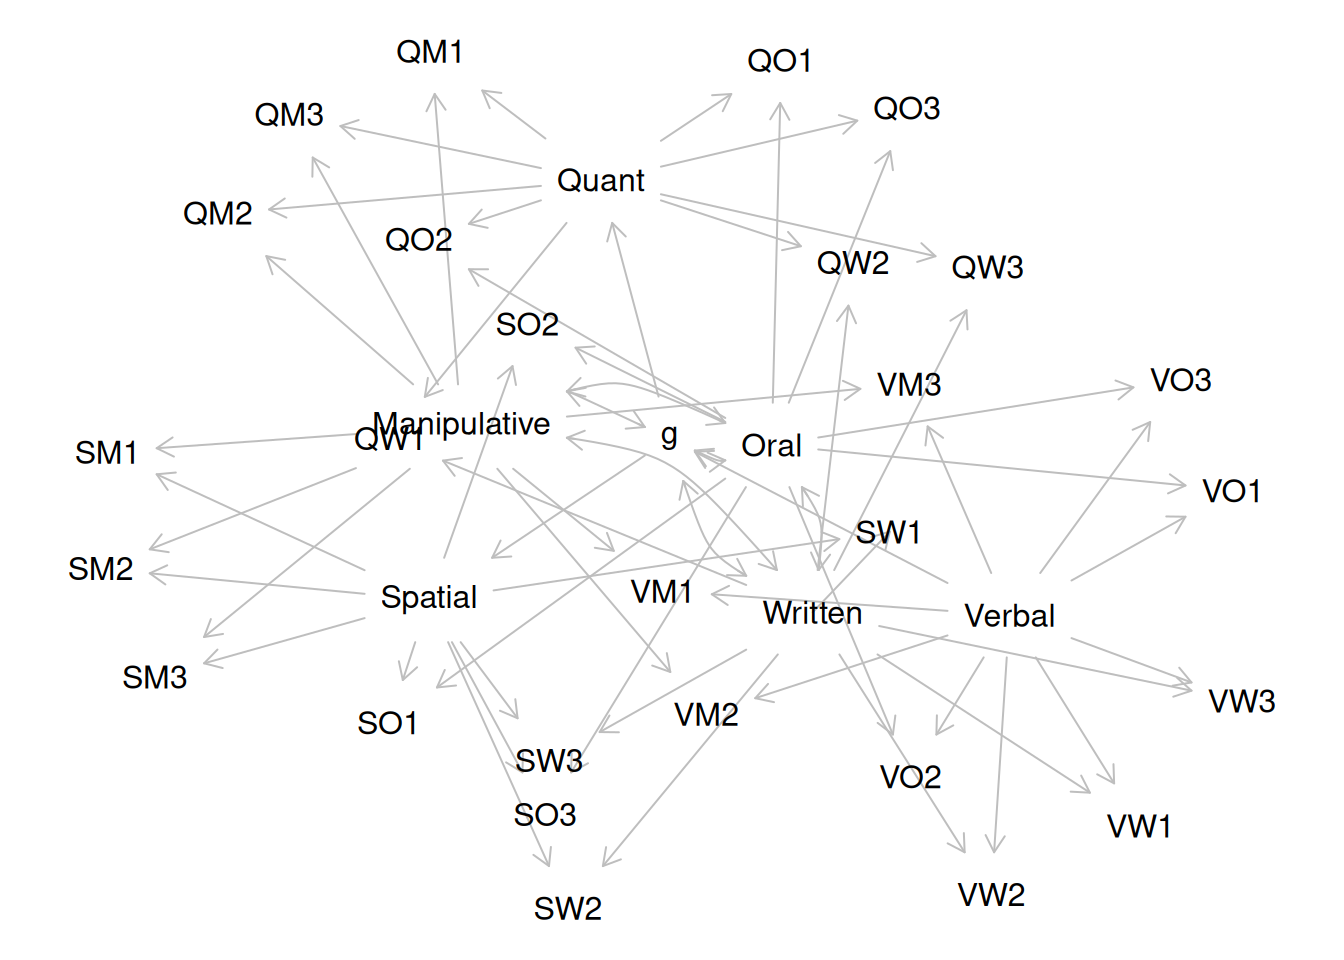 QM1
QO1
QM3
QO3
Quant
QM2
QO2
QW2
QW3
SO2
VM3
VO3
Manipulative
QW1
g
Oral
SM1
VO1
SW1
SM2
Spatial
VM1
Written
Verbal
SM3
SO1
VM2
VW3
SW3
VO2
SO3
VW1
VW2
SW2